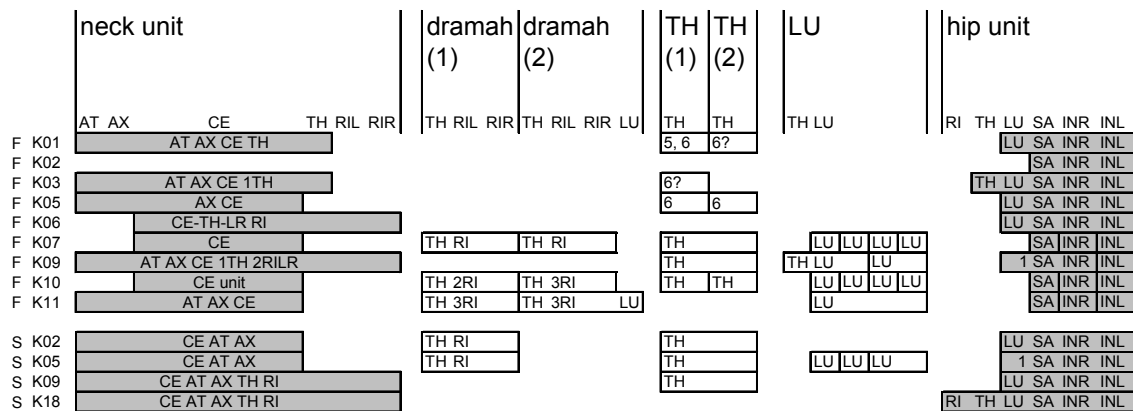 neck unit dramah dramah TH TH LU hip unit
(1) (2) (1) (2)
AT AX CE TH RIL RIR TH RIL RIR TH RIL RIR LU TH TH TH LU RI TH LU SA INR INL
F K01 AT AX CE TH 5, 6 6? LU SA INR INL
F K02 SA INR INL
F K03 AT AX CE 1TH 6? TH LU SA INR INL
F K05 AX CE 6 6 LU SA INR INL
F K06 CE-TH-LR RI LU SA INR INL
F K07 CE TH RI TH RI TH LU LU LU LU SA INR INL
F K09 AT AX CE 1TH 2RILR TH TH LU LU 1 SA INR INL
F K10 CE unit TH 2RI TH 3RI TH TH LU LU LU LU SA INR INL
F K11 AT AX CE TH 3RI TH 3RI LU TH LU SA INR INL
S K02 CE AT AX TH RI TH LU SA INR INL
S K05 CE AT AX TH RI TH LU LU LU 1 SA INR INL
S K09 CE AT AX TH RI TH LU SA INR INL
S K18 CE AT AX TH RI RI TH LU SA INR INL